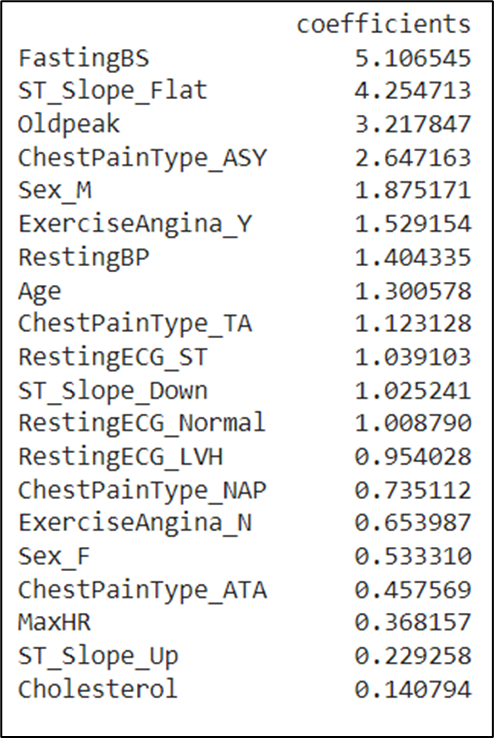 coefficients
FastingBS 5.106545
ST_Slope_Flat 4.254713
Oldpeak 3.217847
ChestPainType_ASY 2.647163
Sex_M 1.875171
ExerciseAngina_Y 1.529154
RestingBP 1.404335
Age 1.300578
ChestPainType_TA 1.123128
RestingECG_ST 1.039103
ST_Slope_Down 1.025241
RestingECG_Normal 1.008790
RestingECG_LVH 0.954028
ChestPainType_NAP 0.735112
ExerciseAngina_N 0.653987
Sex_F 0.533310
ChestPainType_ATA 0.457569
MaxHR 0.368157
ST_Slope_Up 0.229258
Cholesterol 0.140794